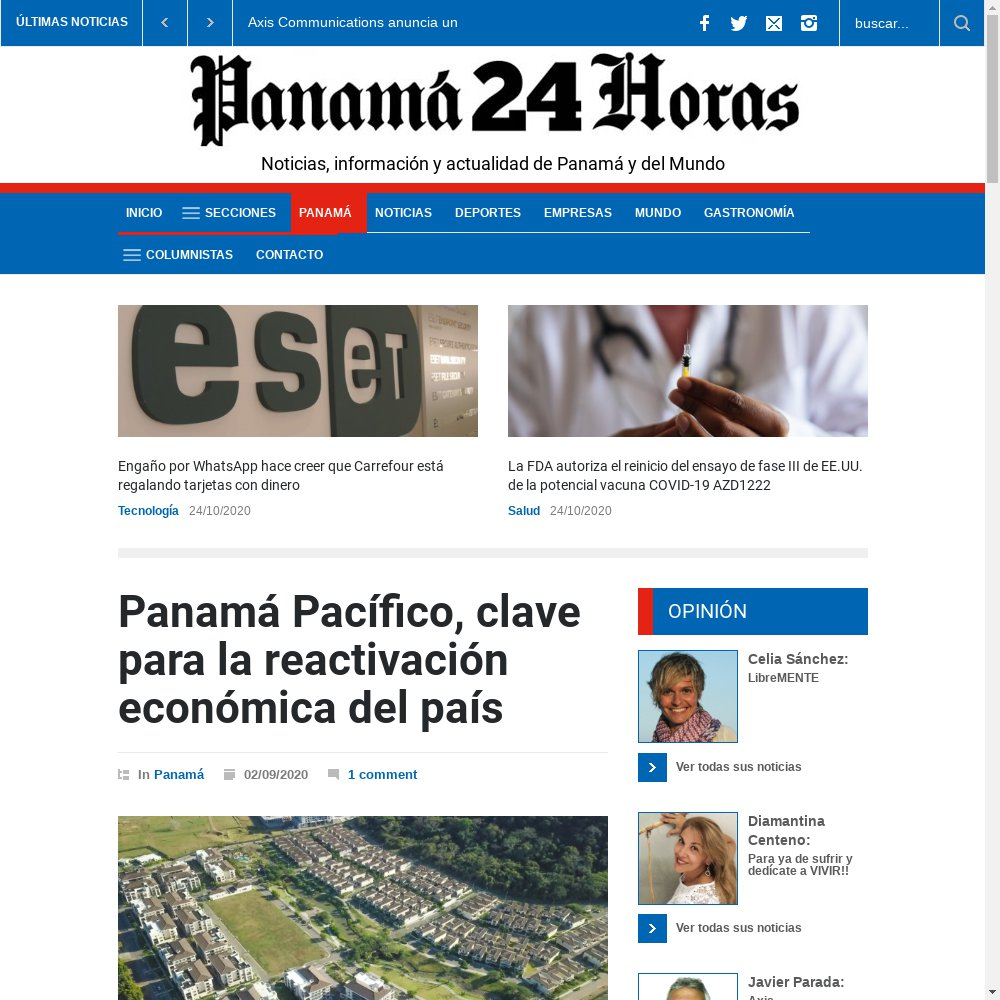 ÚLTIMAS NOTICIAS
Axis Communications anuncia un
buscar...
Panamá 24 Horas
Noticias, información y actualidad de Panamá y del Mundo
INICIO
SECCIONES
PANAMÁ
NOTICIAS
DEPORTES
EMPRESAS
MUNDO
GASTRONOMÍA
COLUMNISTAS
CONTACTO
eset
Engaño por WhatsApp hace creer que Carrefour está
regalando tarjetas con dinero
Tecnología 24/10/2020
La FDA autoriza el reinicio del ensayo de fase III de EE.UU.
de la potencial vacuna COVID-19 AZD1222
Salud 24/10/2020
Panamá Pacífico, clave
para la reactivación
económica del país
In Panamá 02/09/2020 1 comment
OPINIÓN
Celia Sánchez:
LibreMENTE
Ver todas sus noticias
Diamantina
Centeno:
Para ya de sufrir y
dedícate a VIVIR!!
Ver todas sus noticias
Javier Parada:
Axis